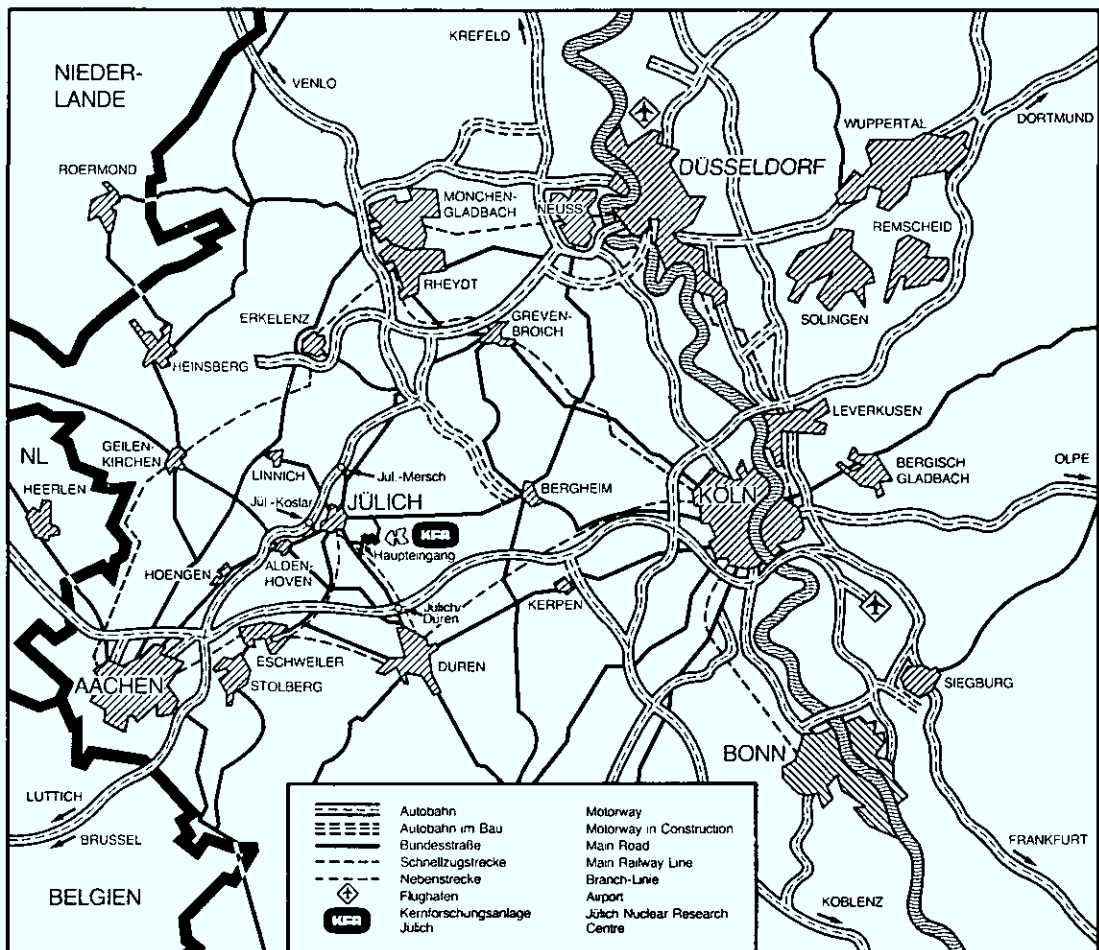 KREFELD
NIEDER-
LANDE
VENLO
DORTMUND
WUPPERTAL
DÜSSELDORF
ROERMOND
MÖNCHEN-
GLADBACH
NEUSS
REMSCHEID
RHEYDT
SOLINGEN
ERKELENZ
GREVEN-
BROICH
HEINSBERG
LEVERKUSEN
GEILEN-
KIRCHEN
NL
LINNICH
Jul.-Mersch
BERGISCH
GLADBACH
OLPE
HEERLEN
BERGHEIM
KÖLN
Jül.-Koslar
JÜLICH
KFA
Haupteingang
HOENGEN
ALDEN-
HOVEN
Jülich/
Düren
KERPEN
ESCHWEILER
DUREN
AACHEN
STOLBERG
SIEGBURG
BONN
LUTTICH
BRUSSEL
FRANKFURT
BELGIEN
KOBLENZ
Autobahn Motorway
Autobahn im Bau Motorway in Construction
Bundesstraße Main Road
Schnellzugstrecke Main Railway Line
Nebenstrecke Branch-Linie
Flughafen Airport
KFA Kernforschungsanlage Jülich Nuclear Research
Jülich Centre